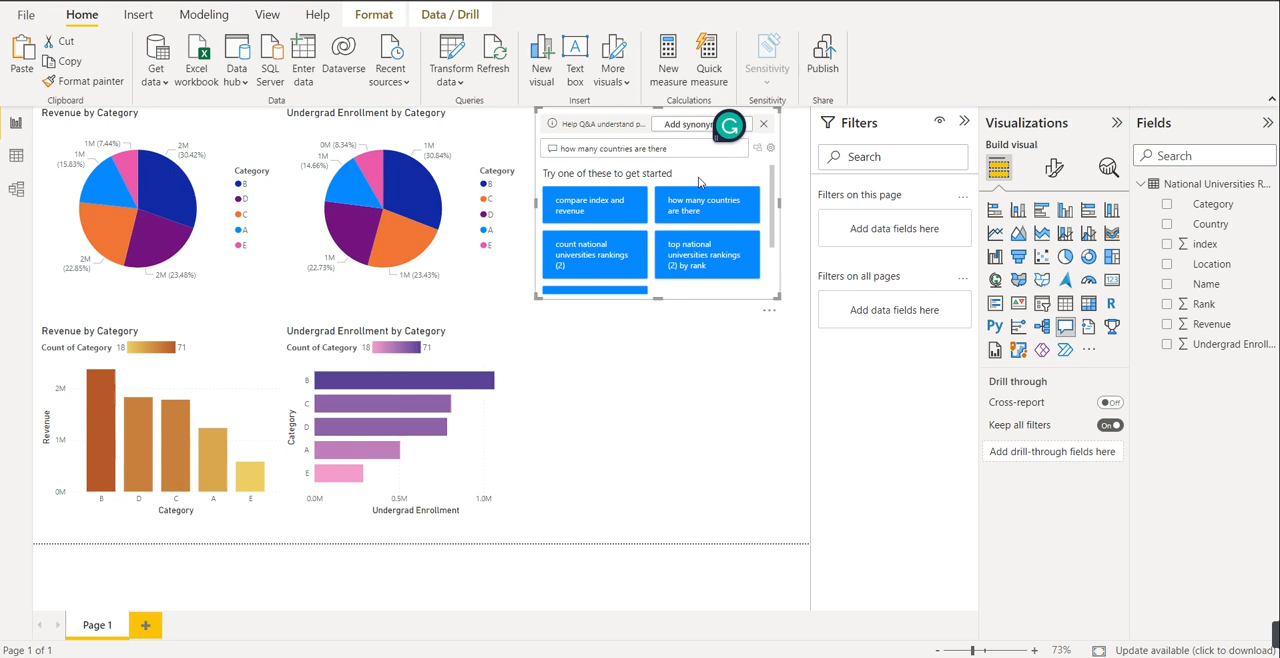 File Home Insert Modeling View Help Format Data / Drill
Paste
Cut
Copy
Format painter
Clipboard
Get data
Excel workbook
Data hub
SQL Server
Enter data
Dataverse
Recent sources
Data
Transform data
Refresh
Queries
New visual
Text box
More visuals
Insert
New measure
Quick measure
Calculations
Sensitivity
Sensitivity
Publish
Share
Revenue by Category
1M (7.44%)
1M
(15.83%)
2M
(30.42%)
2M
(22.85%)
2M (23.48%)
Category
B
D
C
A
E
Undergrad Enrollment by Category
0M (8.34%)
1M
(14.66%)
1M
(30.84%)
1M
(22.73%)
1M (23.43%)
Category
B
C
D
A
E
Help Q&A understand p...
Add synony
how many countries are there
Try one of these to get started
compare index and
revenue
how many countries
are there
count national
universities rankings
(2)
top national
universities rankings
(2) by rank
Revenue by Category
Count of Category 18 71
2M
1M
0M
Revenue
B D C A E
Category
Undergrad Enrollment by Category
Count of Category 18 71
Category
B
C
D
A
E
0.0M 0.5M 1.0M
Undergrad Enrollment
Filters
Search
Filters on this page ...
Add data fields here
Filters on all pages ...
Add data fields here
Visualizations
Build visual
123
R
Py
...
Drill through
Cross-report Off
Keep all filters On
Add drill-through fields here
Fields
Search
National Universities R...
Category
Country
index
Location
Name
Rank
Revenue
Undergrad Enroll...
Page 1
Page 1 of 1
- + 73%
Update available (click to download)